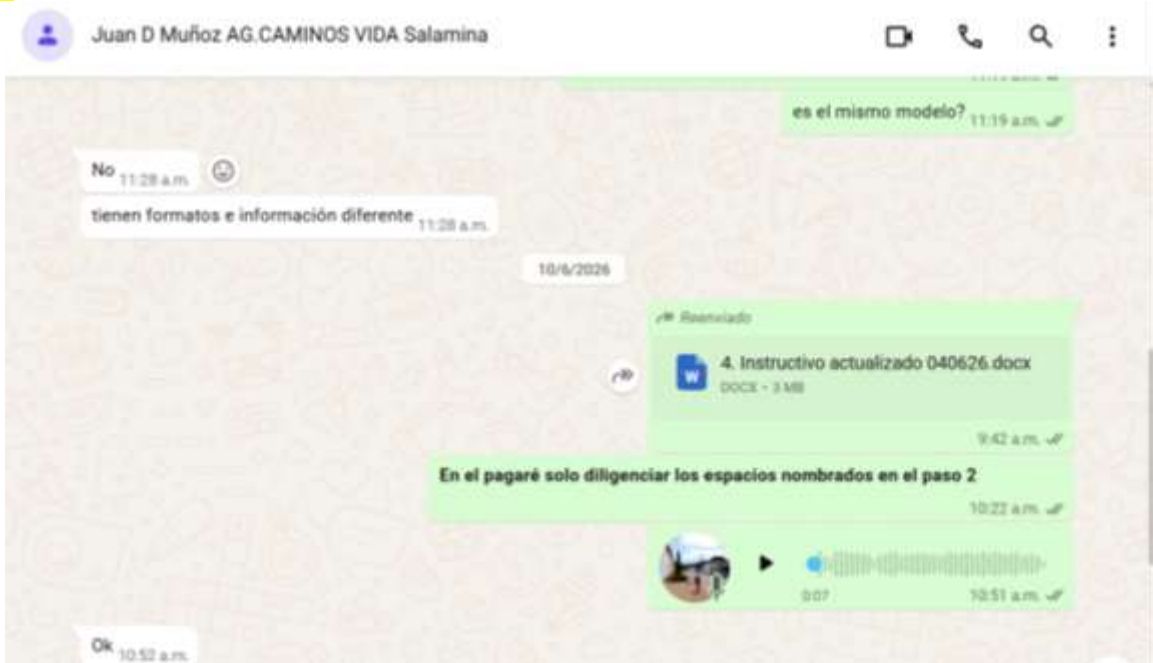 Juan D Muñoz AG.CAMINOS VIDA Salamina
es el mismo modelo? 11:19 a.m.
No 11:28 a.m.
tienen formatos e información diferente 11:28 a.m.
10/6/2026
Reenviado
4. Instructivo actualizado 040626.docx
W
DOCX • 3 MB
9:42 a.m.
En el pagaré solo diligenciar los espacios nombrados en el paso 2
10:22 a.m.
0:07 10:51 a.m.
Ok 10:52 a.m.